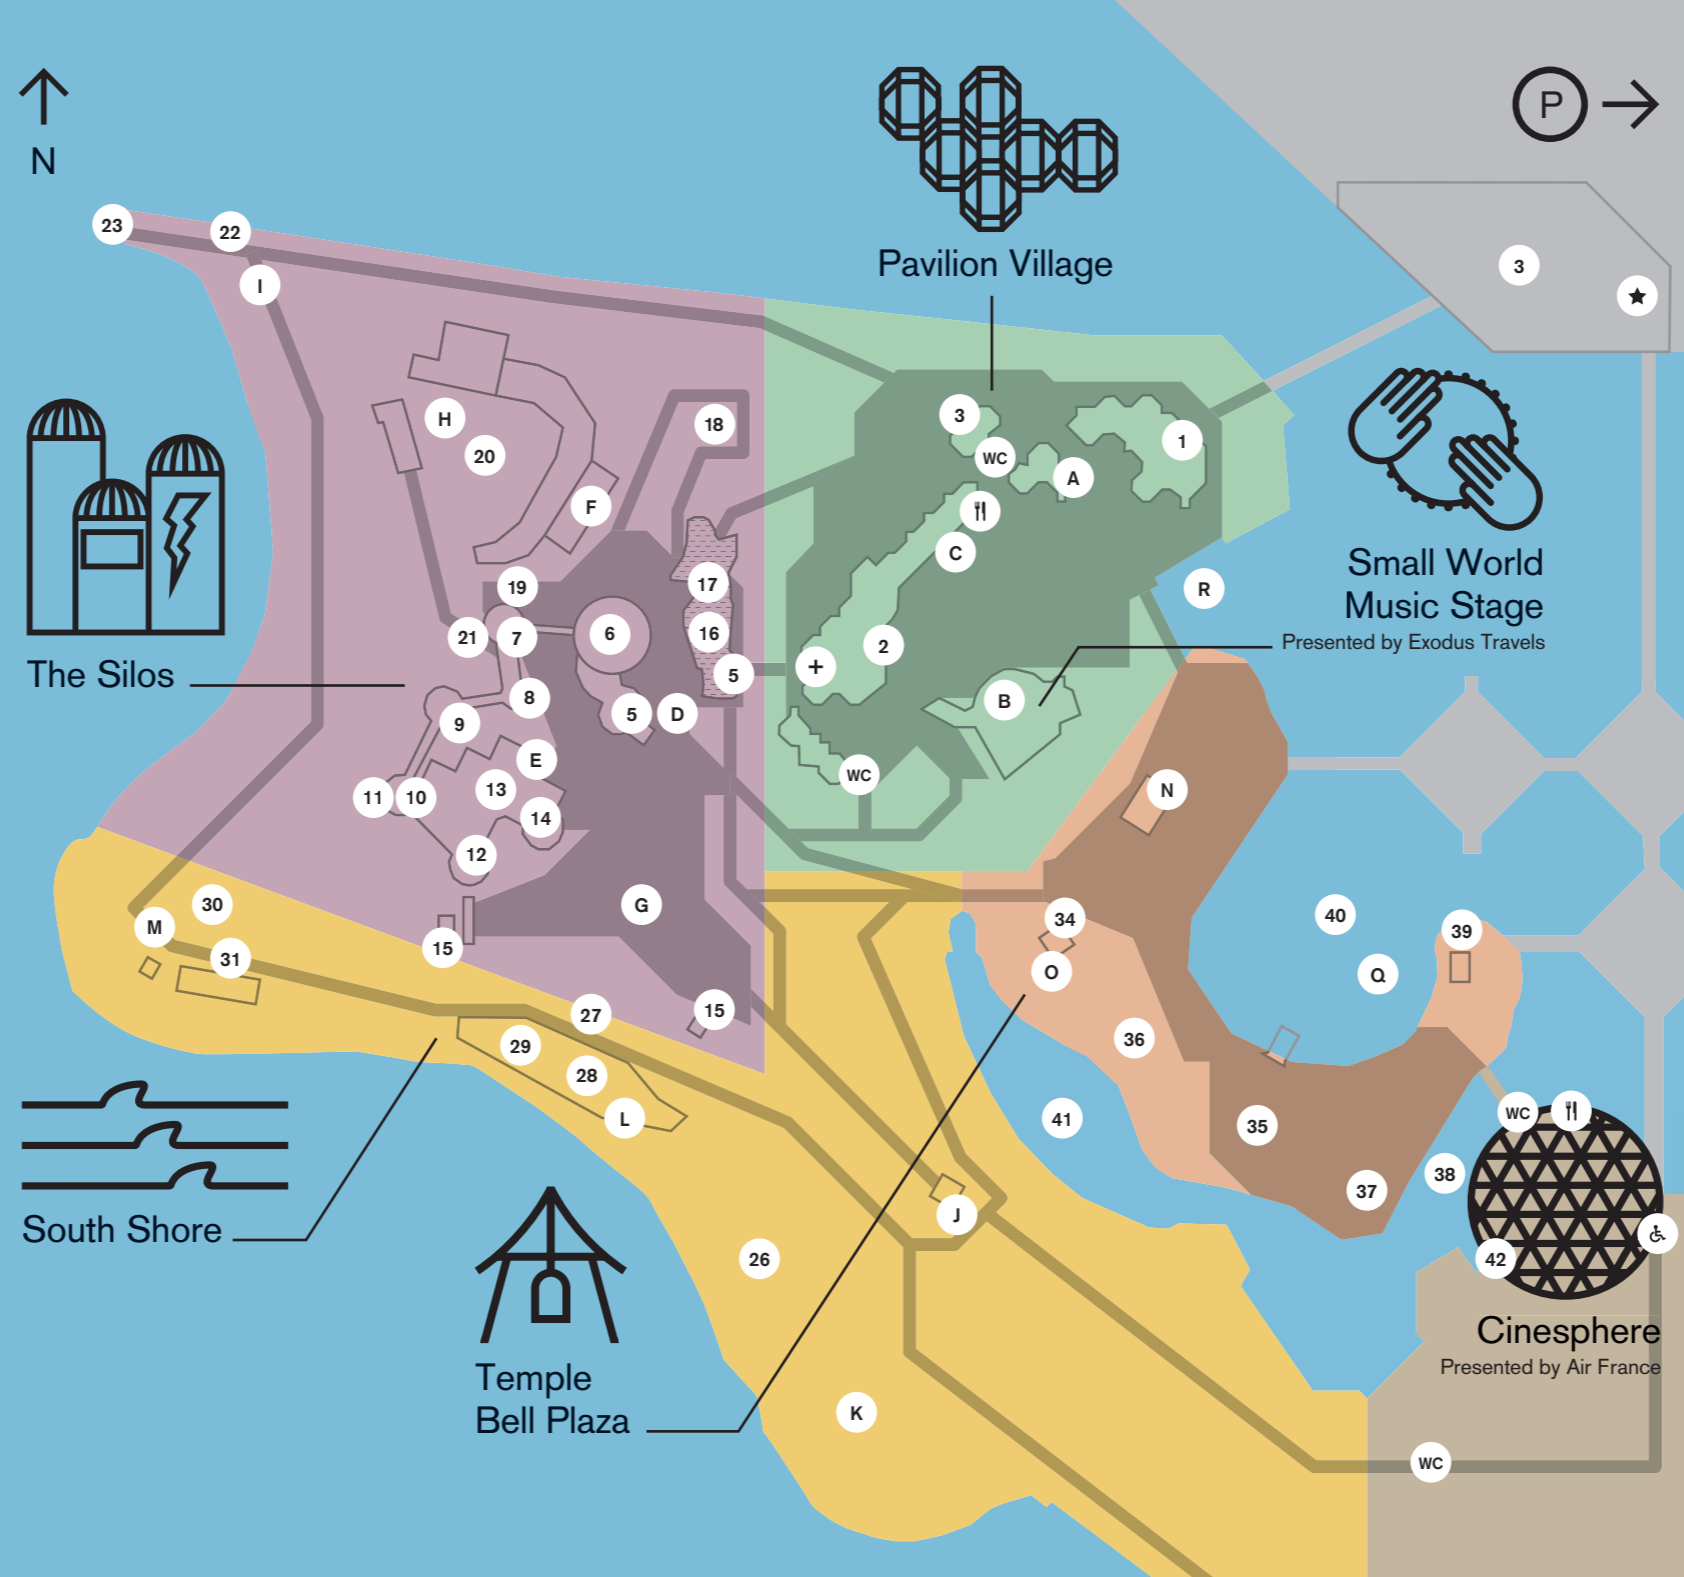 P
N
23
22
I
3
Pavilion Village
H
20
18
3
WC
A
1
F
C
Small World
Music Stage
Presented by Exodus Travels
19
17
R
21
7
6
16
2
5
The Silos
8
5
D
B
9
E
WC
11
10
13
14
N
12
30
G
34
40
39
M
31
15
O
Q
27
15
29
36
28
L
41
35
38
37
WC
South Shore
J
26
42
Cinesphere
Presented by Air France
Temple
Bell Plaza
K
WC